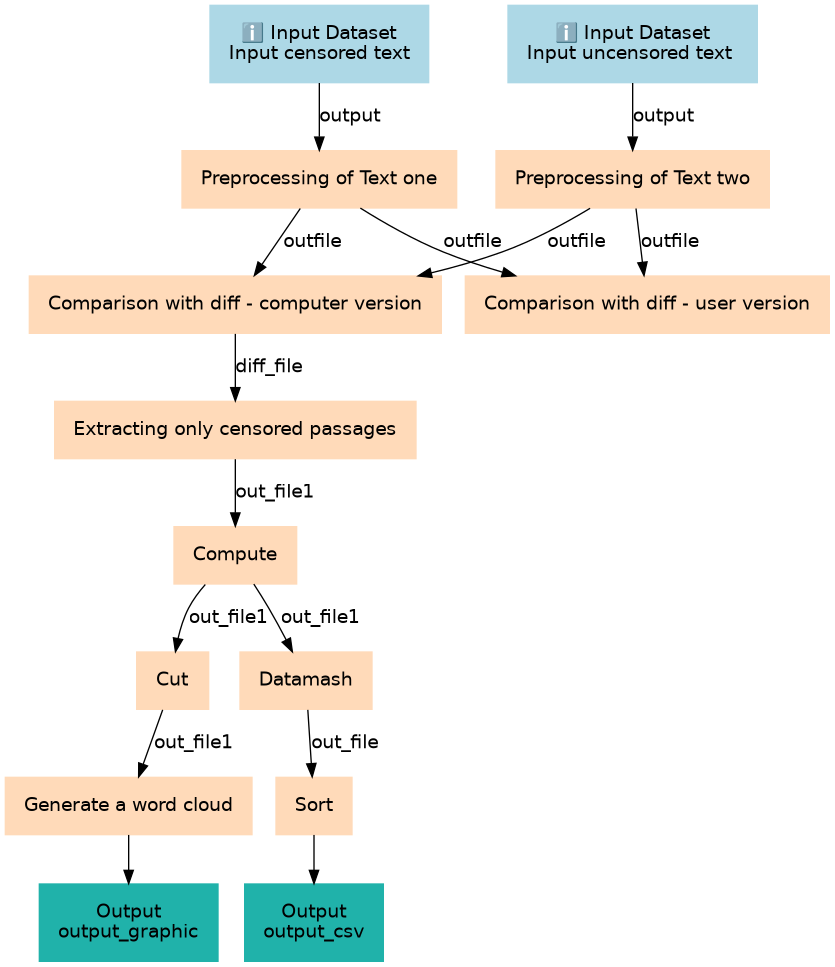 ℹ️ Input Dataset
Input censored text
ℹ️ Input Dataset
Input uncensored text
output
output
Preprocessing of Text one
Preprocessing of Text two
outfile
outfile
outfile
outfile
Comparison with diff - computer version
Comparison with diff - user version
diff_file
Extracting only censored passages
out_file1
Compute
out_file1
out_file1
Cut
Datamash
out_file1
out_file
Generate a word cloud
Sort
Output
output_graphic
Output
output_csv